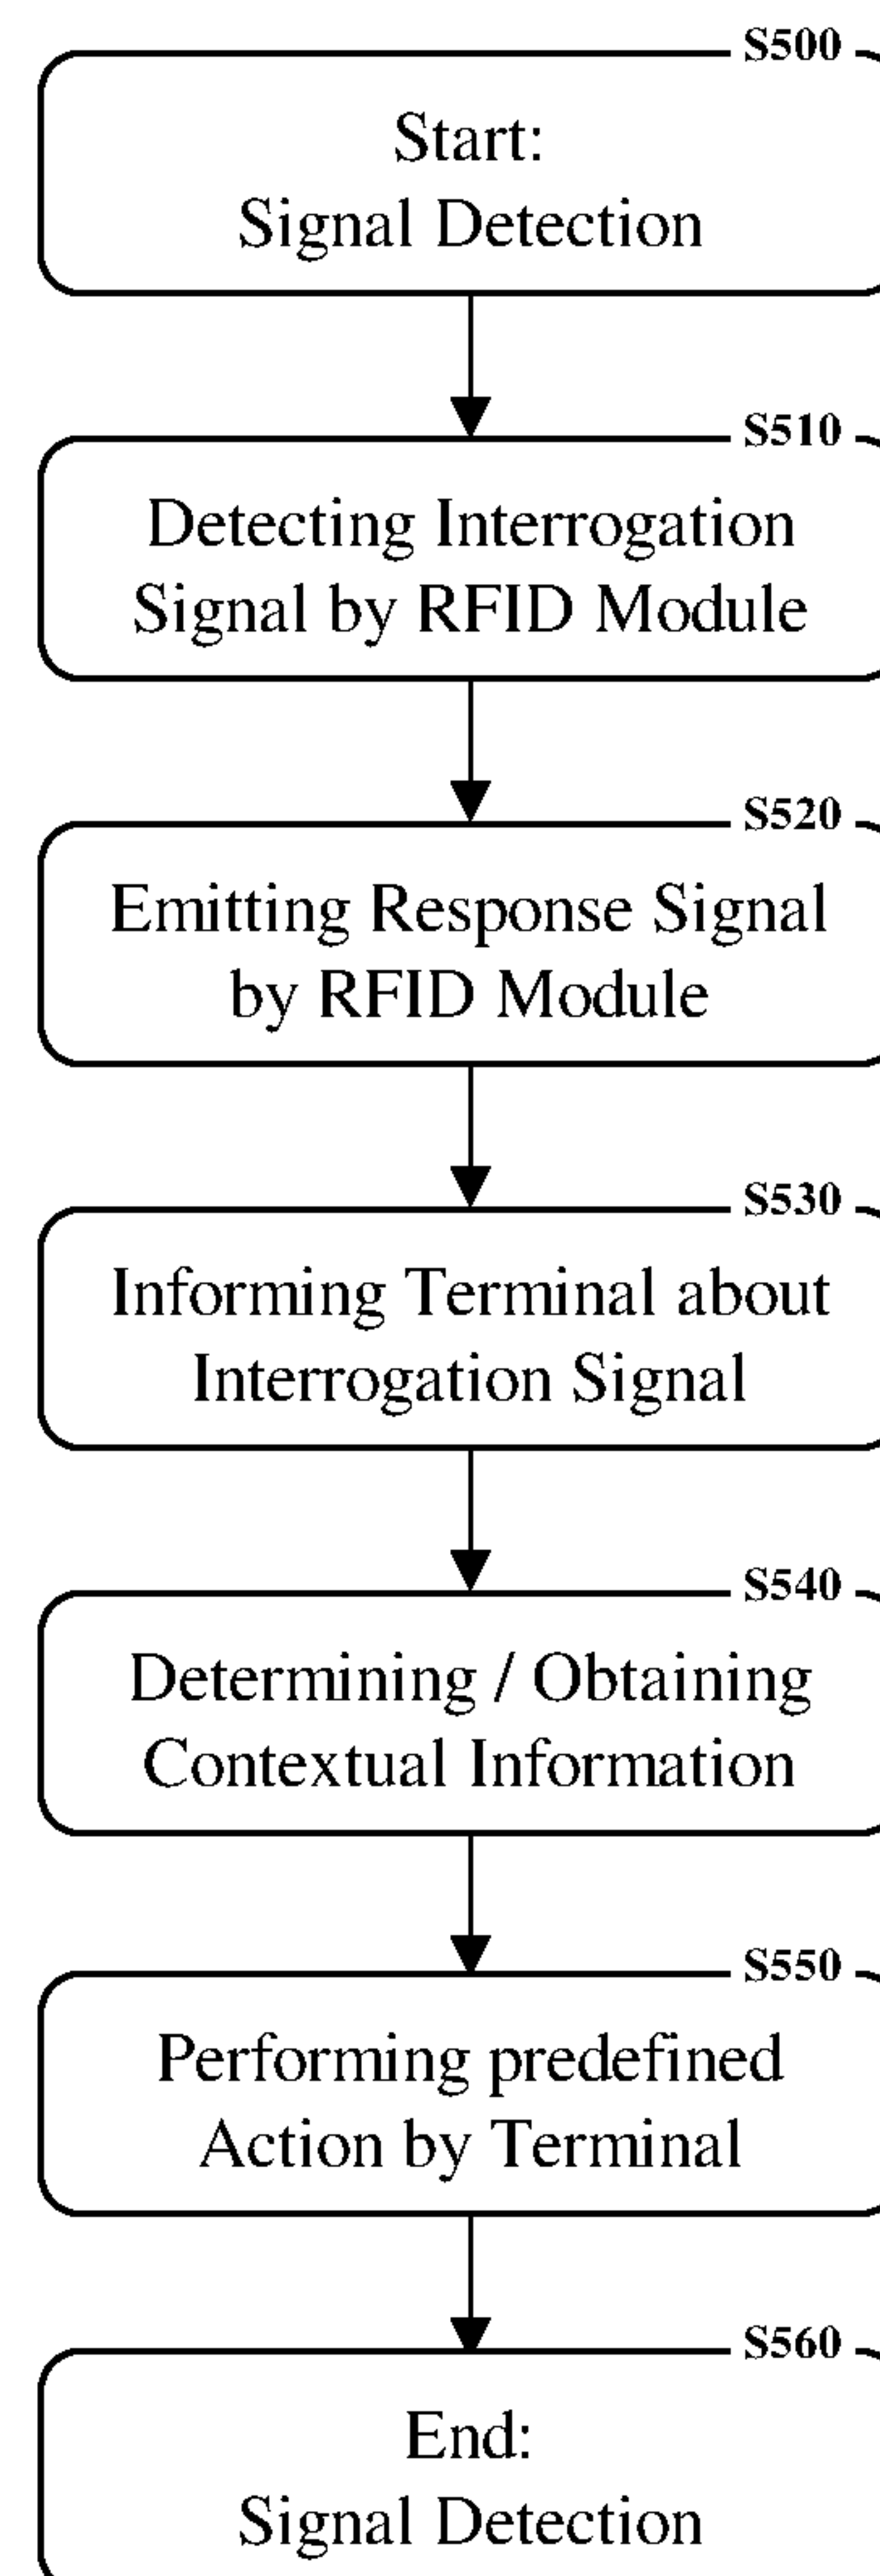 S500
Start:
Signal Detection
S510
Detecting Interrogation
Signal by RFID Module
S520
Emitting Response Signal
by RFID Module
S530
Informing Terminal about
Interrogation Signal
S540
Determining / Obtaining
Contextual Information
S550
Performing predefined
Action by Terminal
S560
End:
Signal Detection